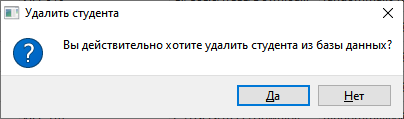 Удалить студента
Вы действительно хотите удалить студента из базы данных?
Да
Нет